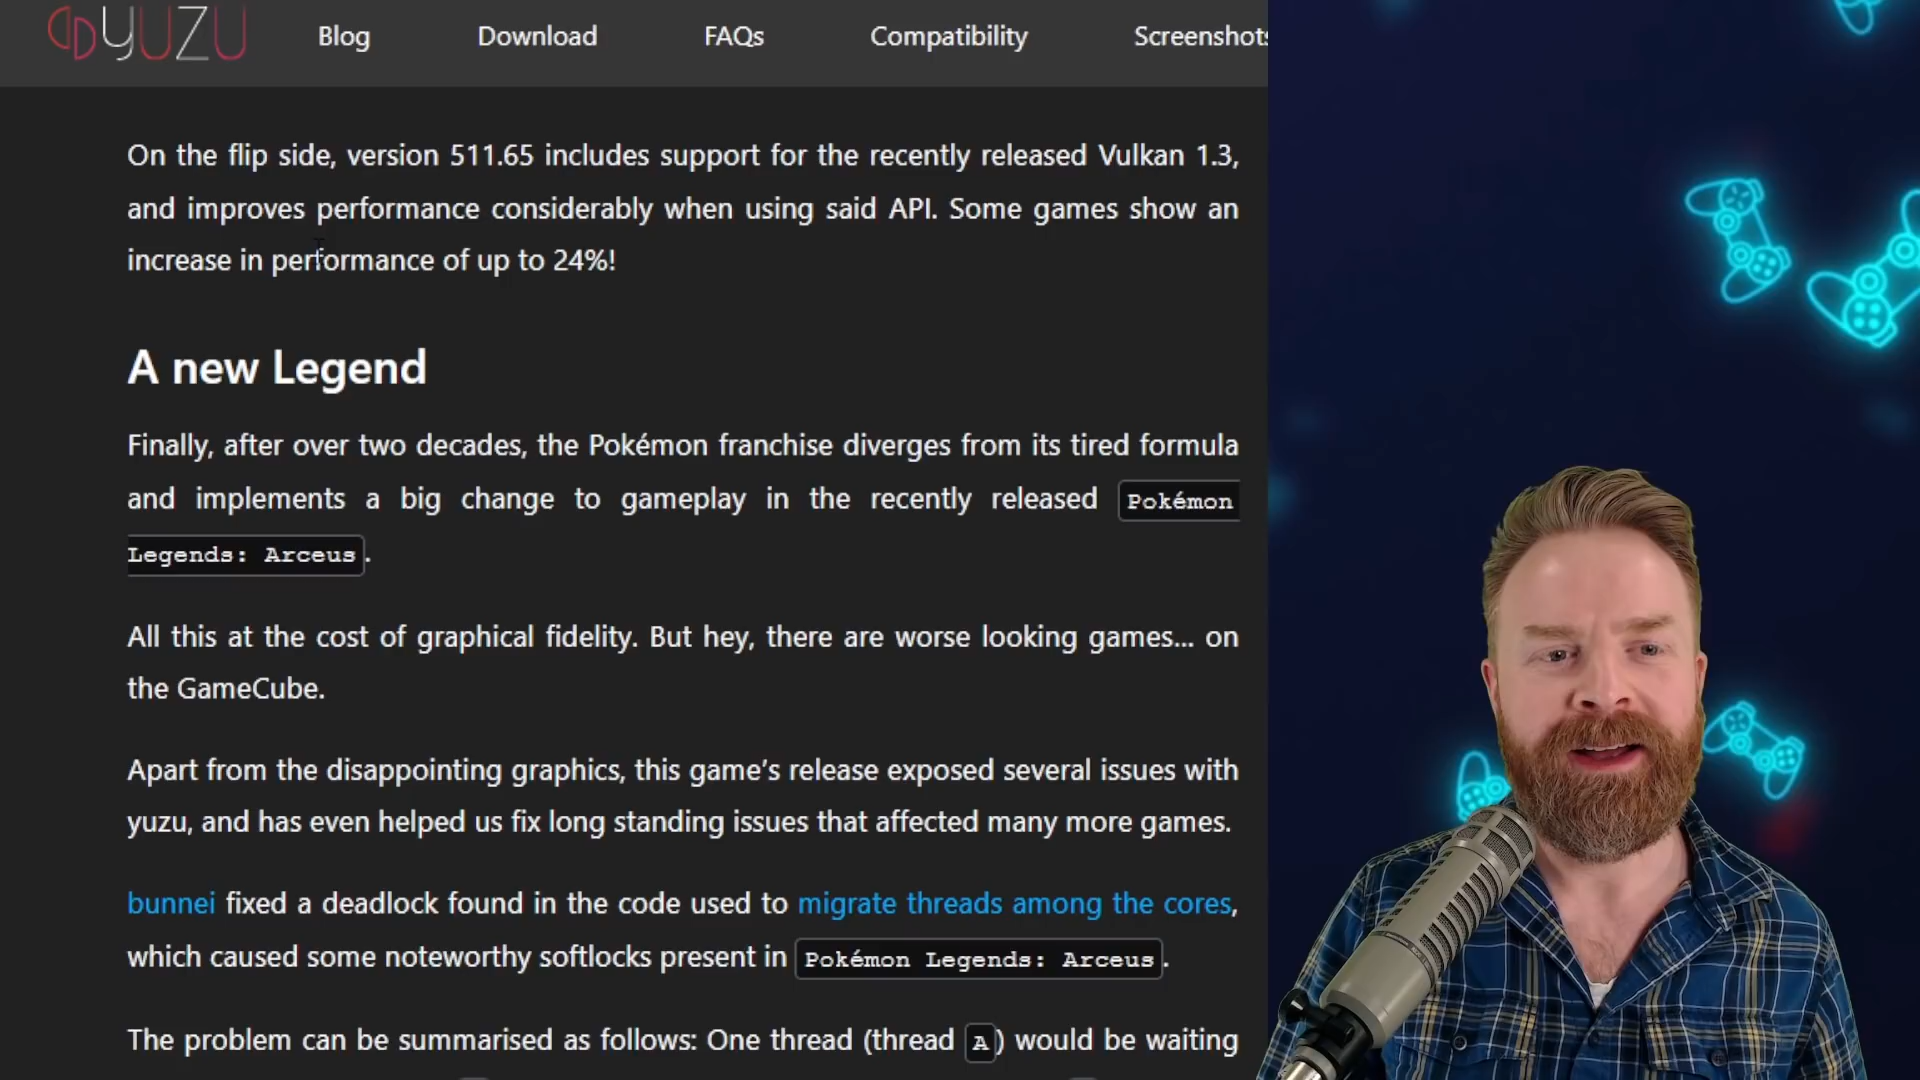 YUZU Blog Download FAQs Compatibility Screenshots
On the flip side, version 511.65 includes support for the recently released Vulkan 1.3,
and improves performance considerably when using said API. Some games show an
increase in performance of up to 24%!
A new Legend
Finally, after over two decades, the Pokémon franchise diverges from its tired formula
and implements a big change to gameplay in the recently released Pokémon
Legends: Arceus.
All this at the cost of graphical fidelity. But hey, there are worse looking games... on
the GameCube.
Apart from the disappointing graphics, this game’s release exposed several issues with
yuzu, and has even helped us fix long standing issues that affected many more games.
bunnei fixed a deadlock found in the code used to migrate threads among the cores,
which caused some noteworthy softlocks present in Pokémon Legends: Arceus.
The problem can be summarised as follows: One thread (thread A) would be waiting